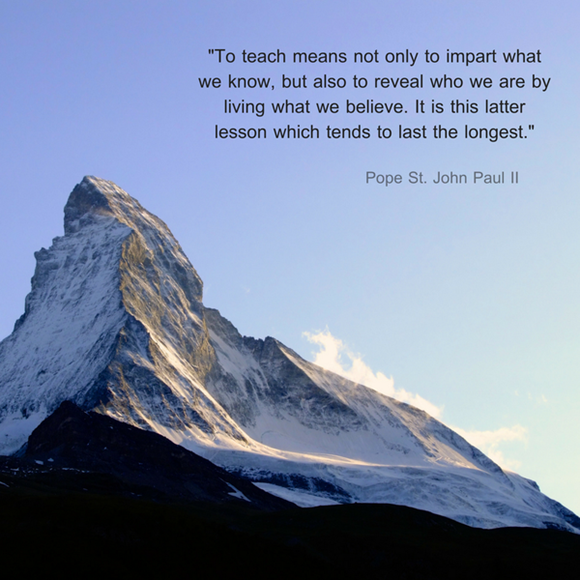 "To teach means not only to impart what
we know, but also to reveal who we are by
living what we believe. It is this latter
lesson which tends to last the longest."
Pope St. John Paul II